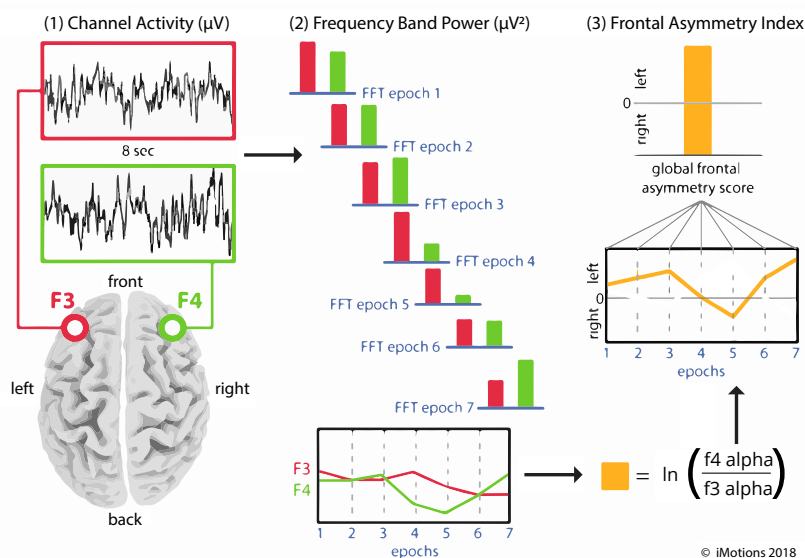 (1) Channel Activity (µV)
8 sec
front
F3
F4
left
right
back
(2) Frequency Band Power (µV²)
FFT epoch 1
FFT epoch 2
FFT epoch 3
FFT epoch 4
FFT epoch 5
FFT epoch 6
FFT epoch 7
F3
F4
1 2 3 4 5 6 7
epochs
(3) Frontal Asymmetry Index
left
0
right
global frontal
asymmetry score
left
0
right
1 2 3 4 5 6 7
epochs
= ln ( f4 alpha
f3 alpha )
© iMotions 2018